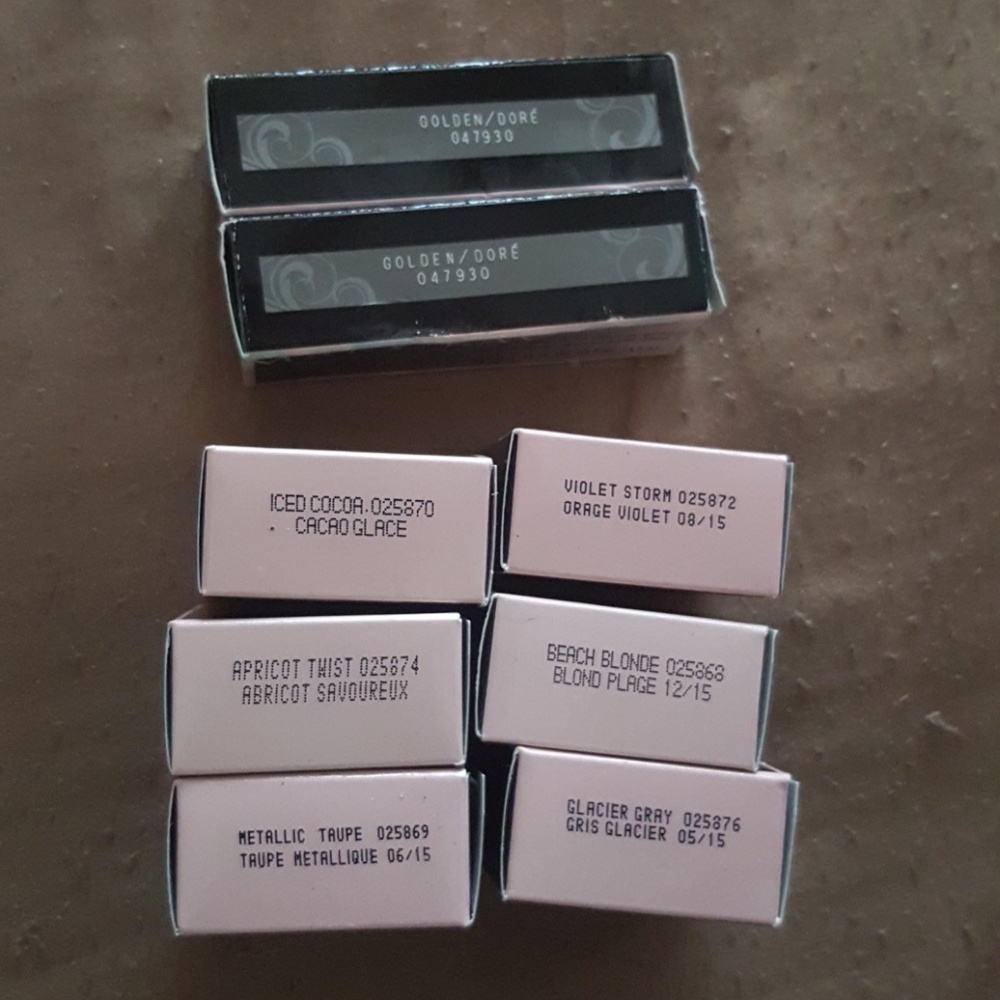 GOLDEN/DORÉ
047930
GOLDEN/DORÉ
047930
ICED COCOA.025870
CACAO GLACE
VIOLET STORM 025872
ORAGE VIOLET 08/15
APRICOT TWIST 025874
ABRICOT SAVOUREUX
BEACH BLONDE 025868
BLOND PLAGE 12/15
METALLIC TAUPE 025869
TAUPE METALLIQUE 06/15
GLACIER GRAY 025876
GRIS GLACIER 05/15